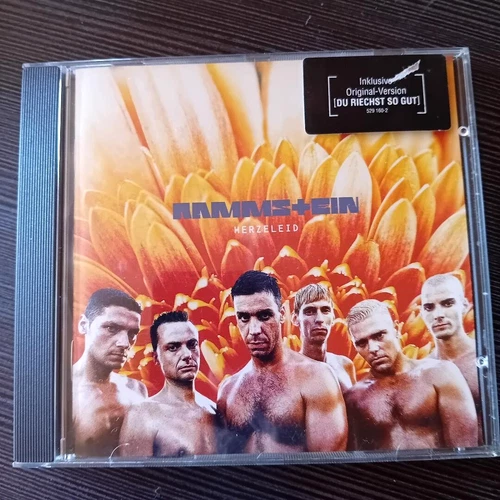 Inklusive
Original-Version
[DU RIECHST SO GUT]
529 160-2
RAMMSTEIN
HERZELEID